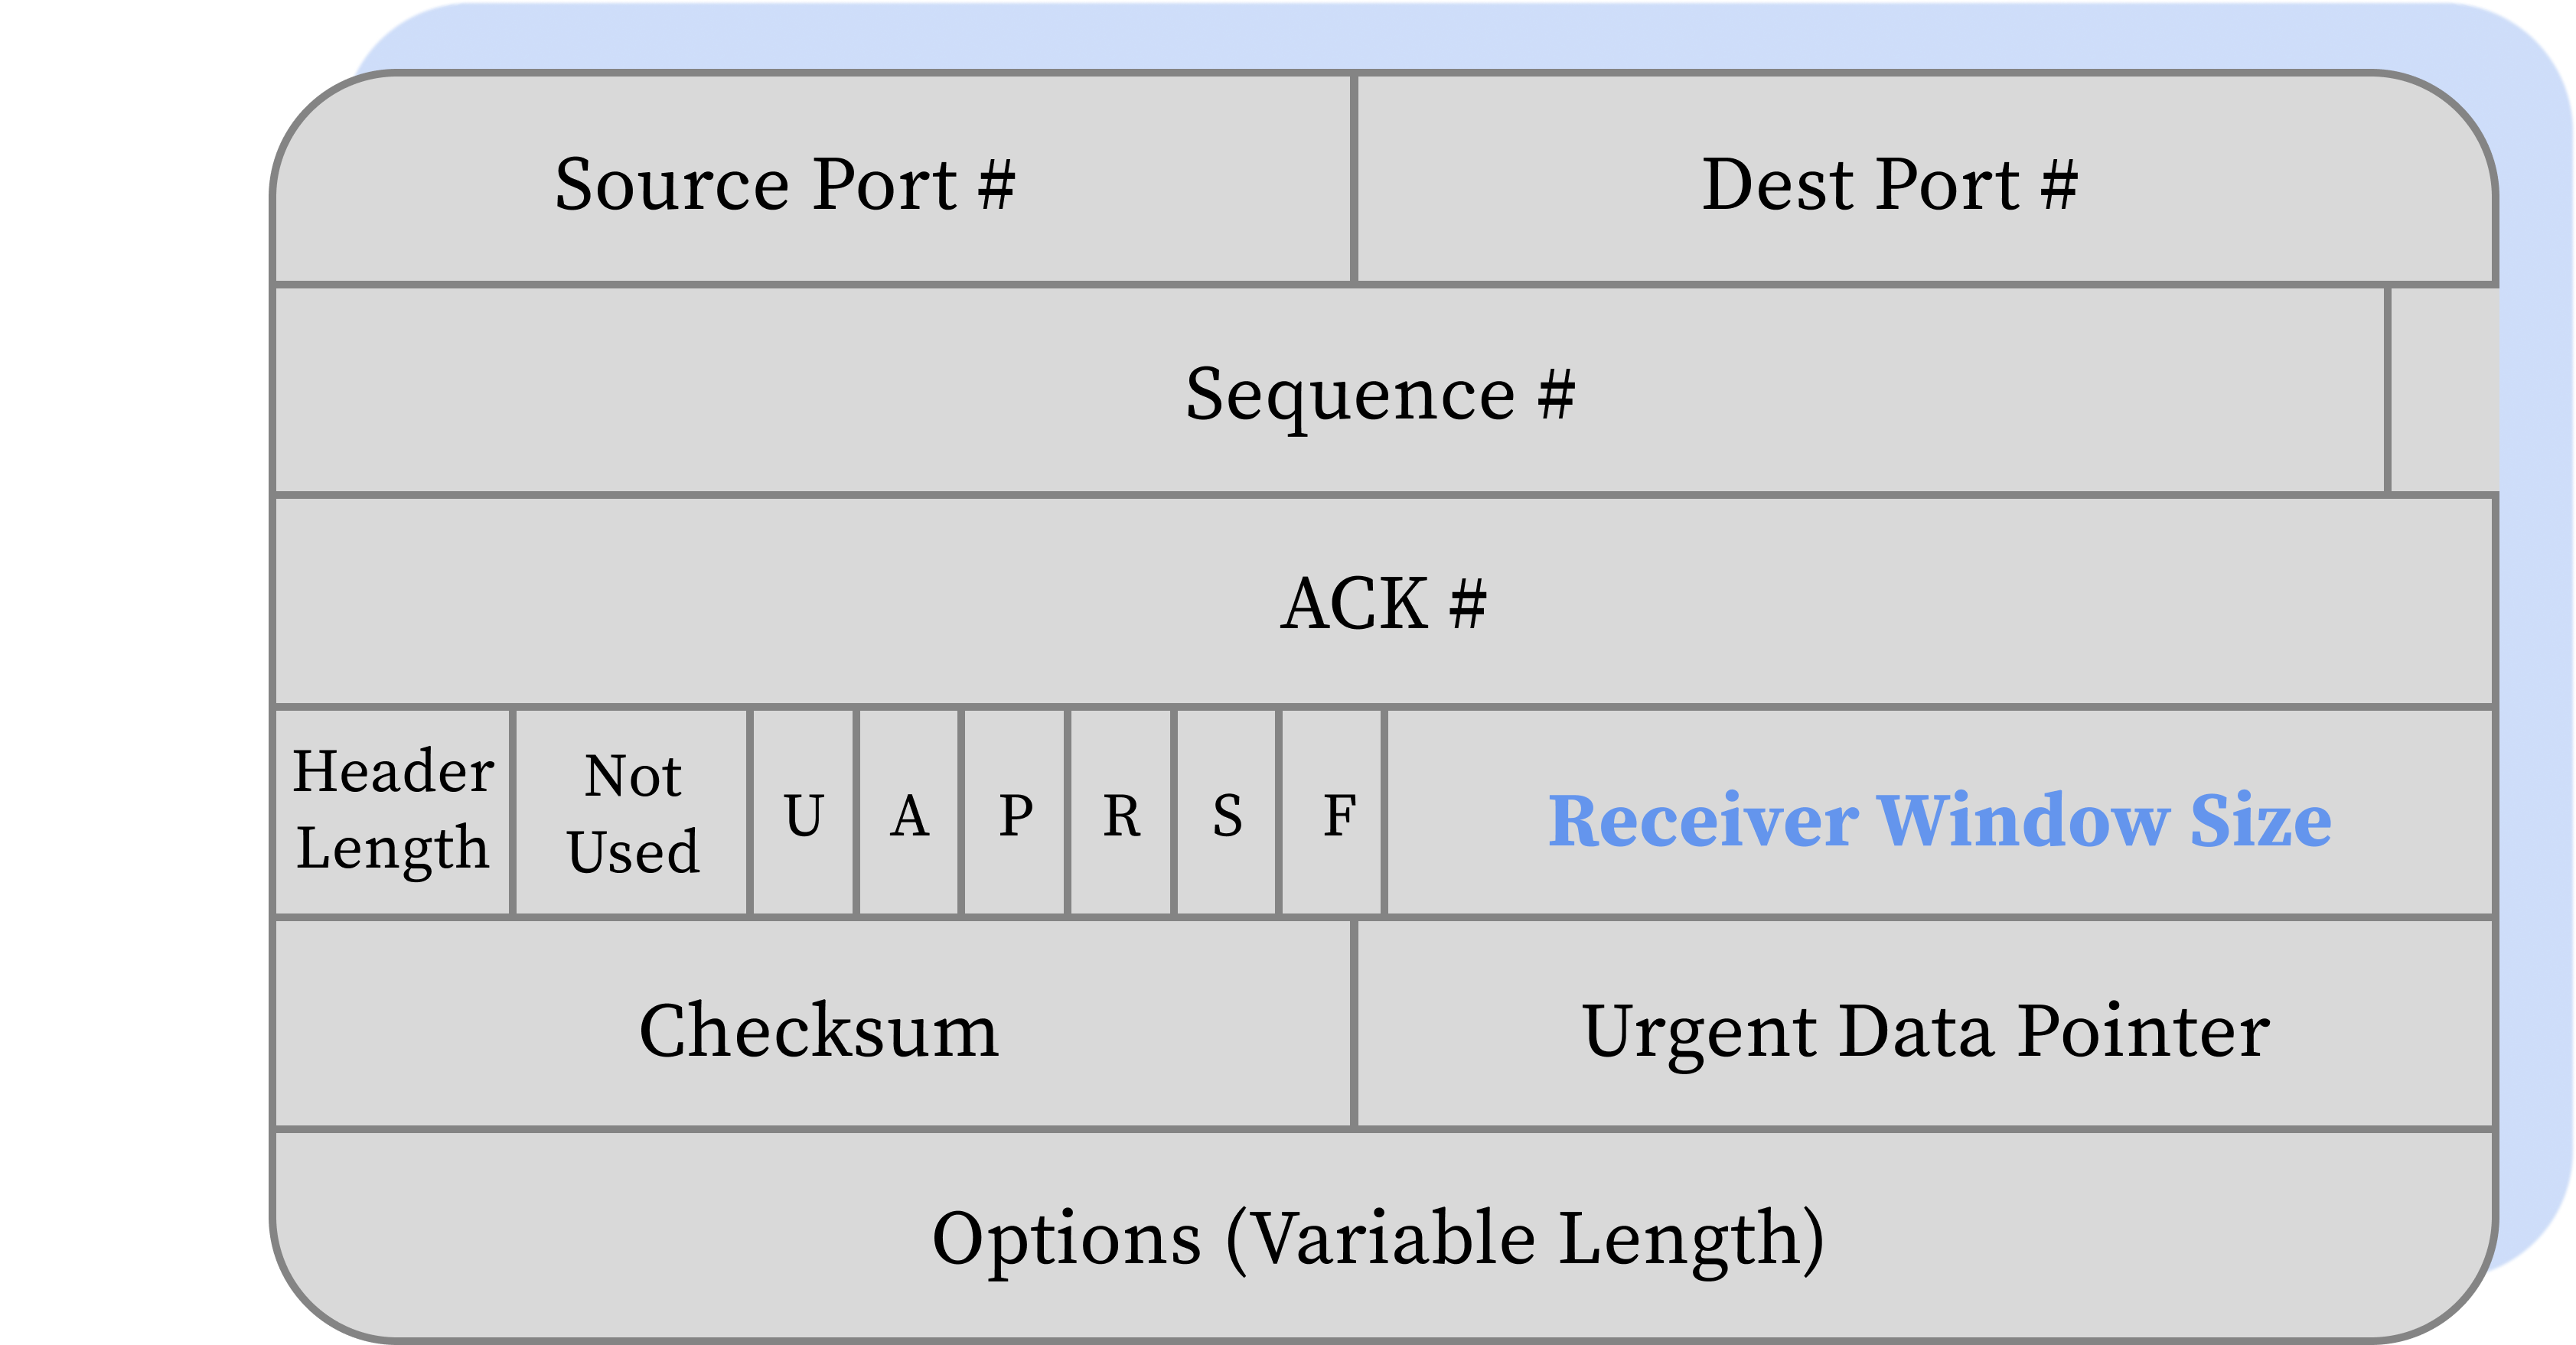 Source Port #
Dest Port #
Sequence #
ACK #
Header
Length
Not
Used
U
A
P
R
S
F
Receiver Window Size
Checksum
Urgent Data Pointer
Options (Variable Length)